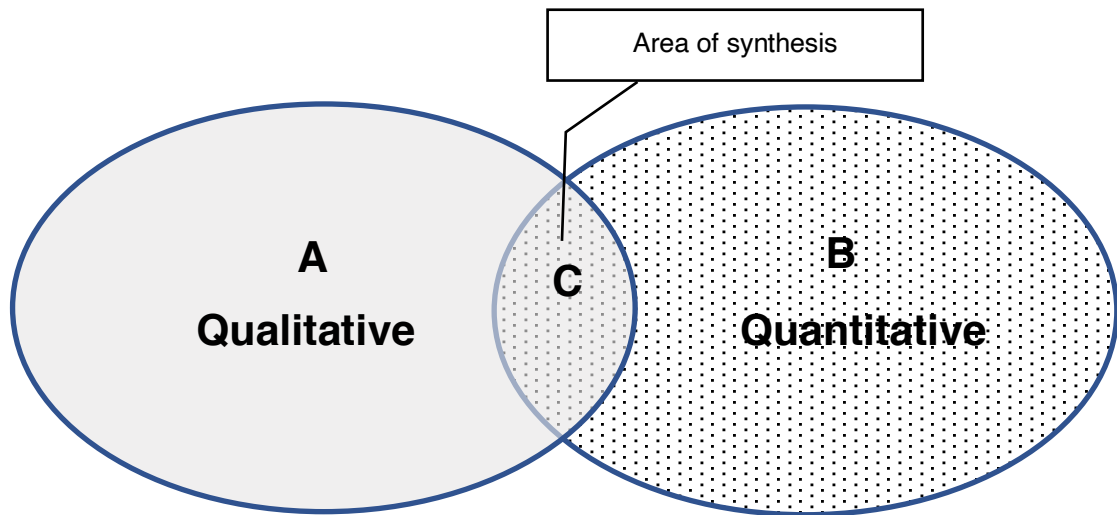 Area of synthesis
A
Qualitative
C
B
Quantitative